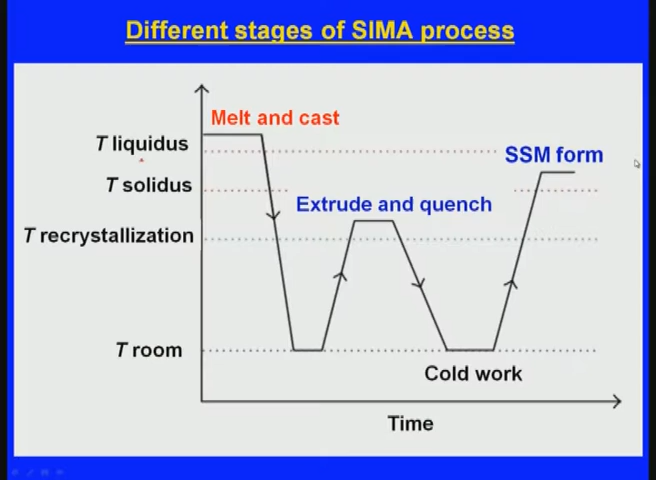 Different stages of SIMA process
Melt and cast
T liquidus
SSM form
T solidus
Extrude and quench
T recrystallization
T room
Cold work
Time